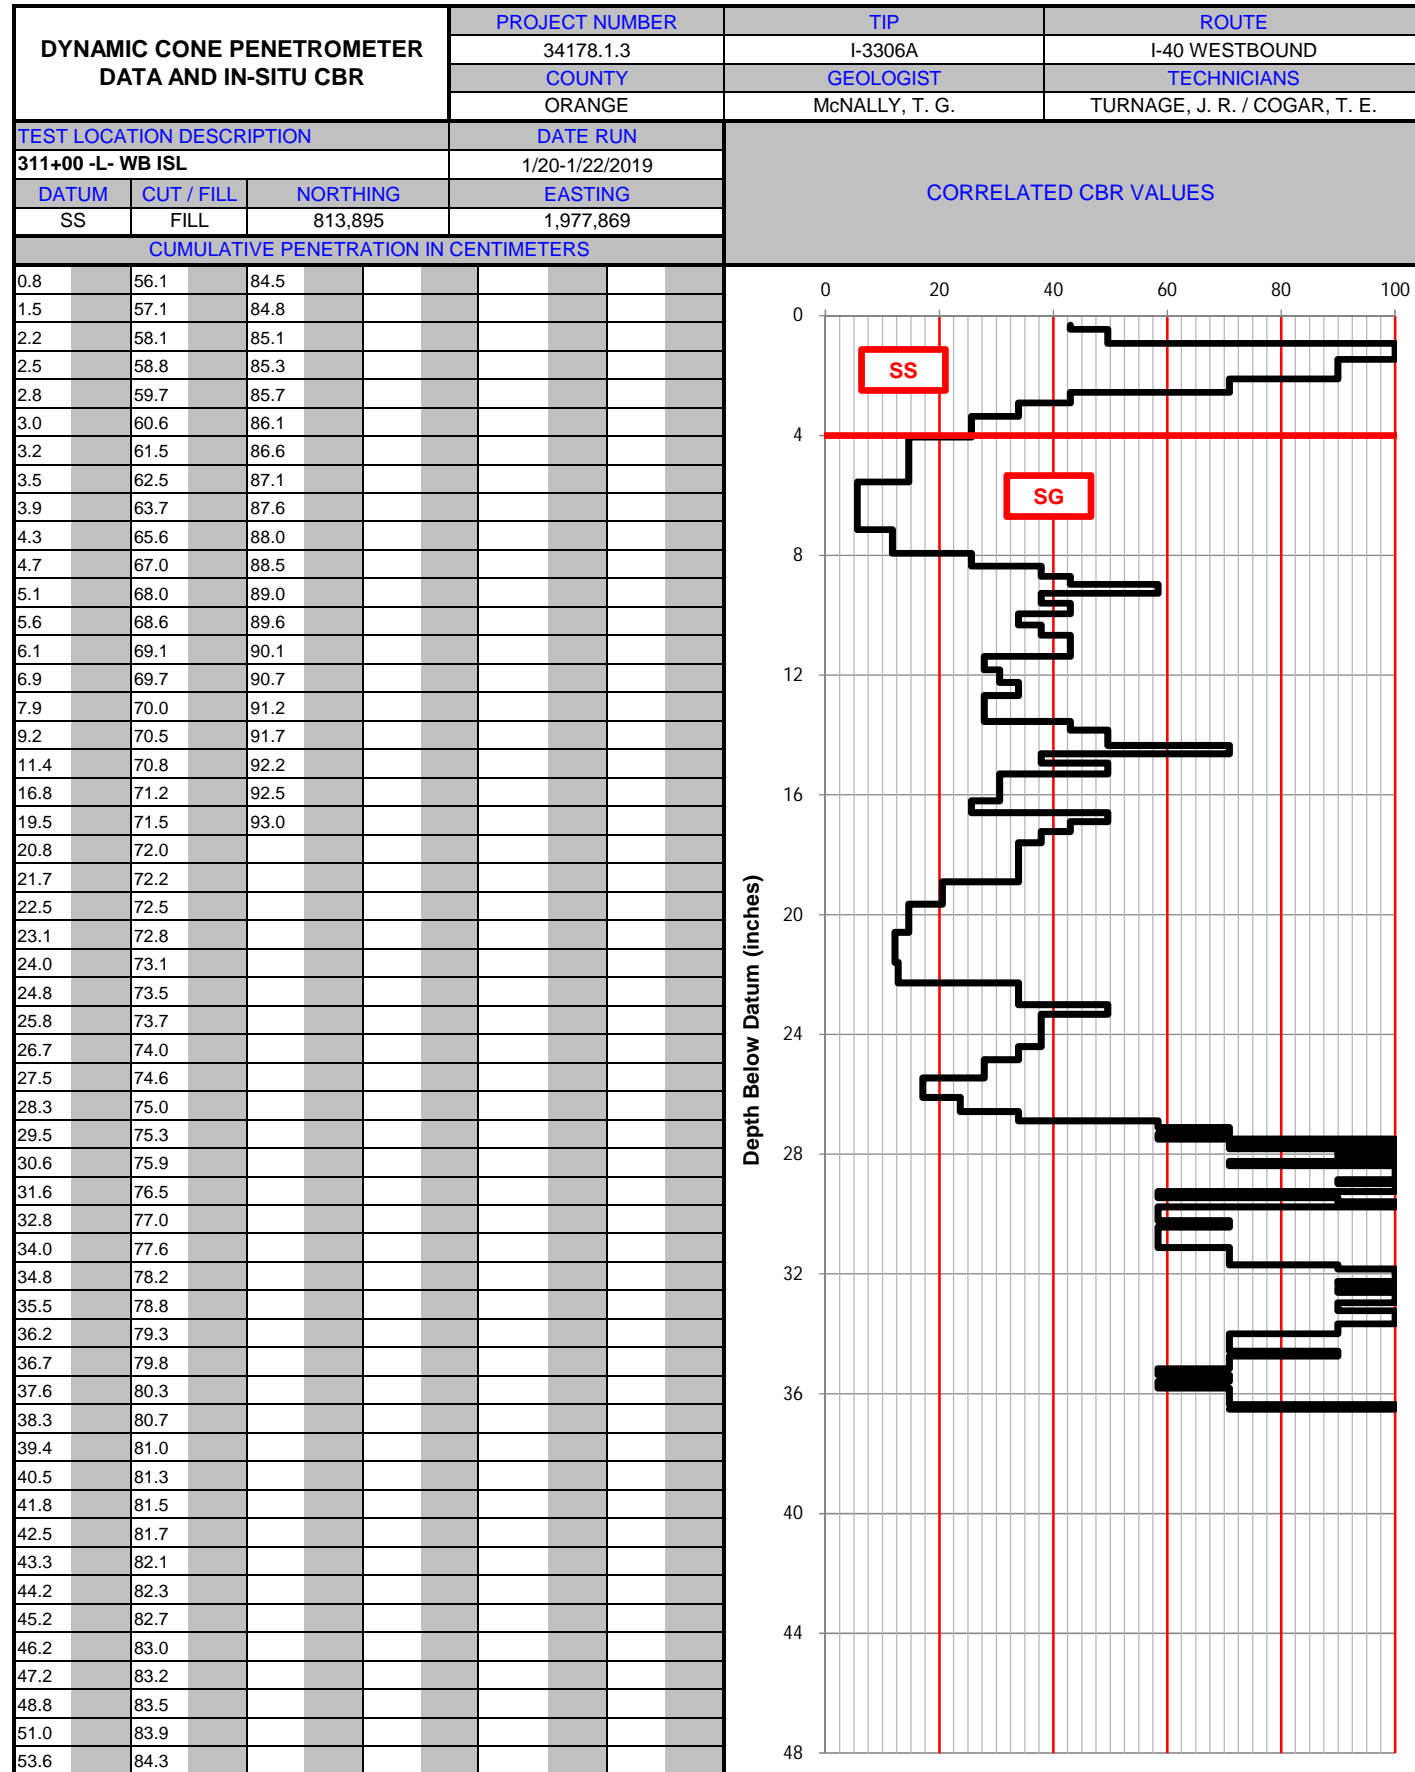 DYNAMIC CONE PENETROMETER
DATA AND IN-SITU CBR
PROJECT NUMBER TIP ROUTE
34178.1.3 I-3306A I-40 WESTBOUND
COUNTY GEOLOGIST TECHNICIANS
ORANGE McNALLY, T. G. TURNAGE, J. R. / COGAR, T. E.
TEST LOCATION DESCRIPTION DATE RUN
311+00 -L- WB ISL 1/20-1/22/2019
DATUM CUT / FILL NORTHING EASTING
SS FILL 813,895 1,977,869
CORRELATED CBR VALUES
CUMULATIVE PENETRATION IN CENTIMETERS
0.8 56.1 84.5
1.5 57.1 84.8
2.2 58.1 85.1
2.5 58.8 85.3
2.8 59.7 85.7
3.0 60.6 86.1
3.2 61.5 86.6
3.5 62.5 87.1
3.9 63.7 87.6
4.3 65.6 88.0
4.7 67.0 88.5
5.1 68.0 89.0
5.6 68.6 89.6
6.1 69.1 90.1
6.9 69.7 90.7
7.9 70.0 91.2
9.2 70.5 91.7
11.4 70.8 92.2
16.8 71.2 92.5
19.5 71.5 93.0
20.8 72.0
21.7 72.2
22.5 72.5
23.1 72.8
24.0 73.1
24.8 73.5
25.8 73.7
26.7 74.0
27.5 74.6
28.3 75.0
29.5 75.3
30.6 75.9
31.6 76.5
32.8 77.0
34.0 77.6
34.8 78.2
35.5 78.8
36.2 79.3
36.7 79.8
37.6 80.3
38.3 80.7
39.4 81.0
40.5 81.3
41.8 81.5
42.5 81.7
43.3 82.1
44.2 82.3
45.2 82.7
46.2 83.0
47.2 83.2
48.8 83.5
51.0 83.9
53.6 84.3
0 20 40 60 80 100
0
SS
4
SG
8
12
16
20
24
28
32
36
40
44
48
Depth Below Datum (inches)